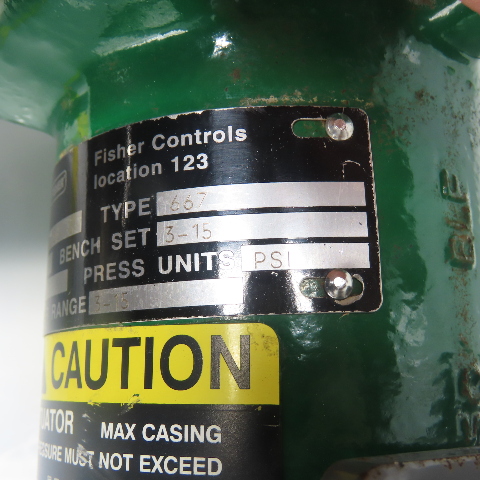 Fisher Controls
location 123
TYPE 667
BENCH SET 3-15
PRESS UNITS PSI
RANGE
CAUTION
MAX CASING
MUST NOT EXCEED